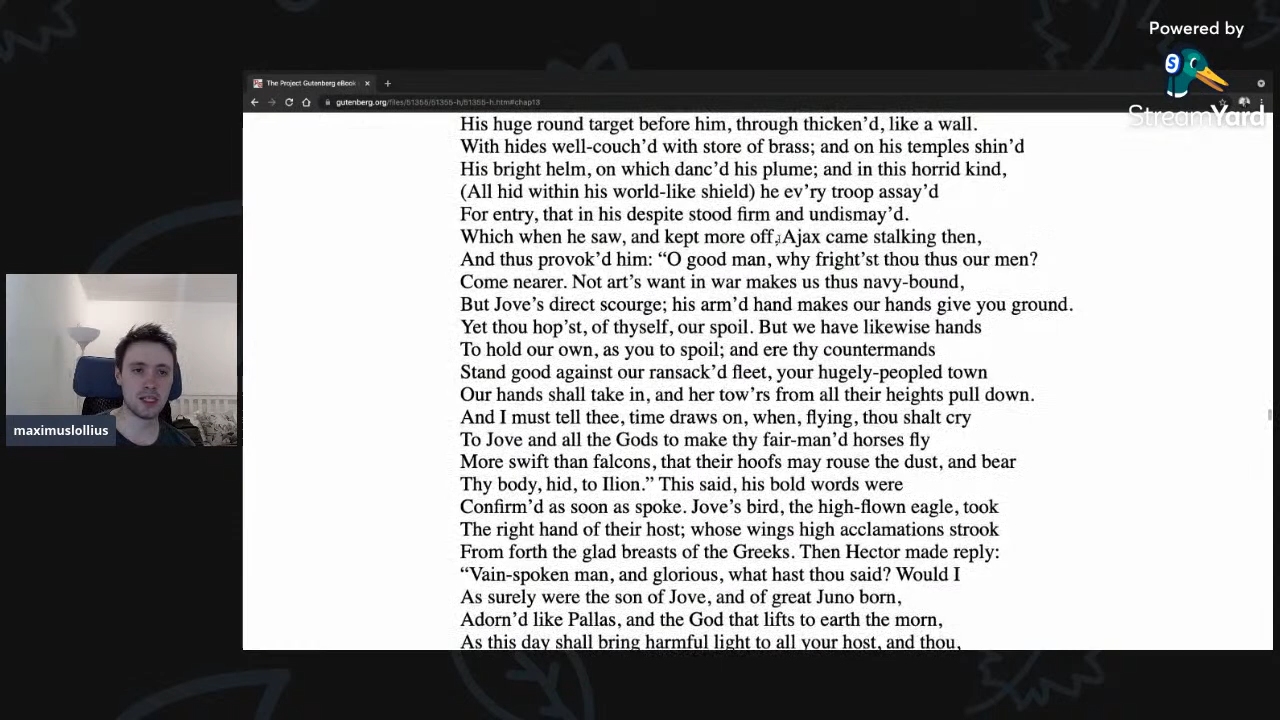 Powered by
StreamYard
The Project Gutenberg eBook
gutenberg.org/files/51355/51355-h/51355-h.htm#chap13
His huge round target before him, through thicken’d, like a wall.
With hides well-couch’d with store of brass; and on his temples shin’d
His bright helm, on which danc’d his plume; and in this horrid kind,
(All hid within his world-like shield) he ev’ry troop assay’d
For entry, that in his despite stood firm and undismay’d.
Which when he saw, and kept more off, Ajax came stalking then,
And thus provok’d him: “O good man, why fright’st thou thus our men?
Come nearer. Not art’s want in war makes us thus navy-bound,
But Jove’s direct scourge; his arm’d hand makes our hands give you ground.
Yet thou hop’st, of thyself, our spoil. But we have likewise hands
To hold our own, as you to spoil; and ere thy countermands
Stand good against our ransack’d fleet, your hugely-peopled town
Our hands shall take in, and her tow’rs from all their heights pull down.
And I must tell thee, time draws on, when, flying, thou shalt cry
To Jove and all the Gods to make thy fair-man’d horses fly
More swift than falcons, that their hoofs may rouse the dust, and bear
Thy body, hid, to Ilion.” This said, his bold words were
Confirm’d as soon as spoke. Jove’s bird, the high-flown eagle, took
The right hand of their host; whose wings high acclamations strook
From forth the glad breasts of the Greeks. Then Hector made reply:
“Vain-spoken man, and glorious, what hast thou said? Would I
As surely were the son of Jove, and of great Juno born,
Adorn’d like Pallas, and the God that lifts to earth the morn,
As this day shall bring harmful light to all your host, and thou,
maximuslollius